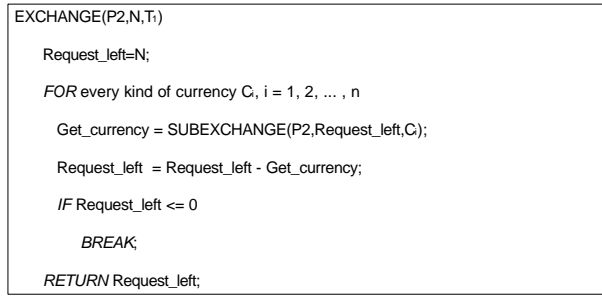 EXCHANGE(P2,N,T₁)
Request_left=N;
FOR every kind of currency Cᵢ, i = 1, 2, ... , n
Get_currency = SUBEXCHANGE(P2,Request_left,Cᵢ);
Request_left = Request_left - Get_currency;
IF Request_left <= 0
BREAK;
RETURN Request_left;